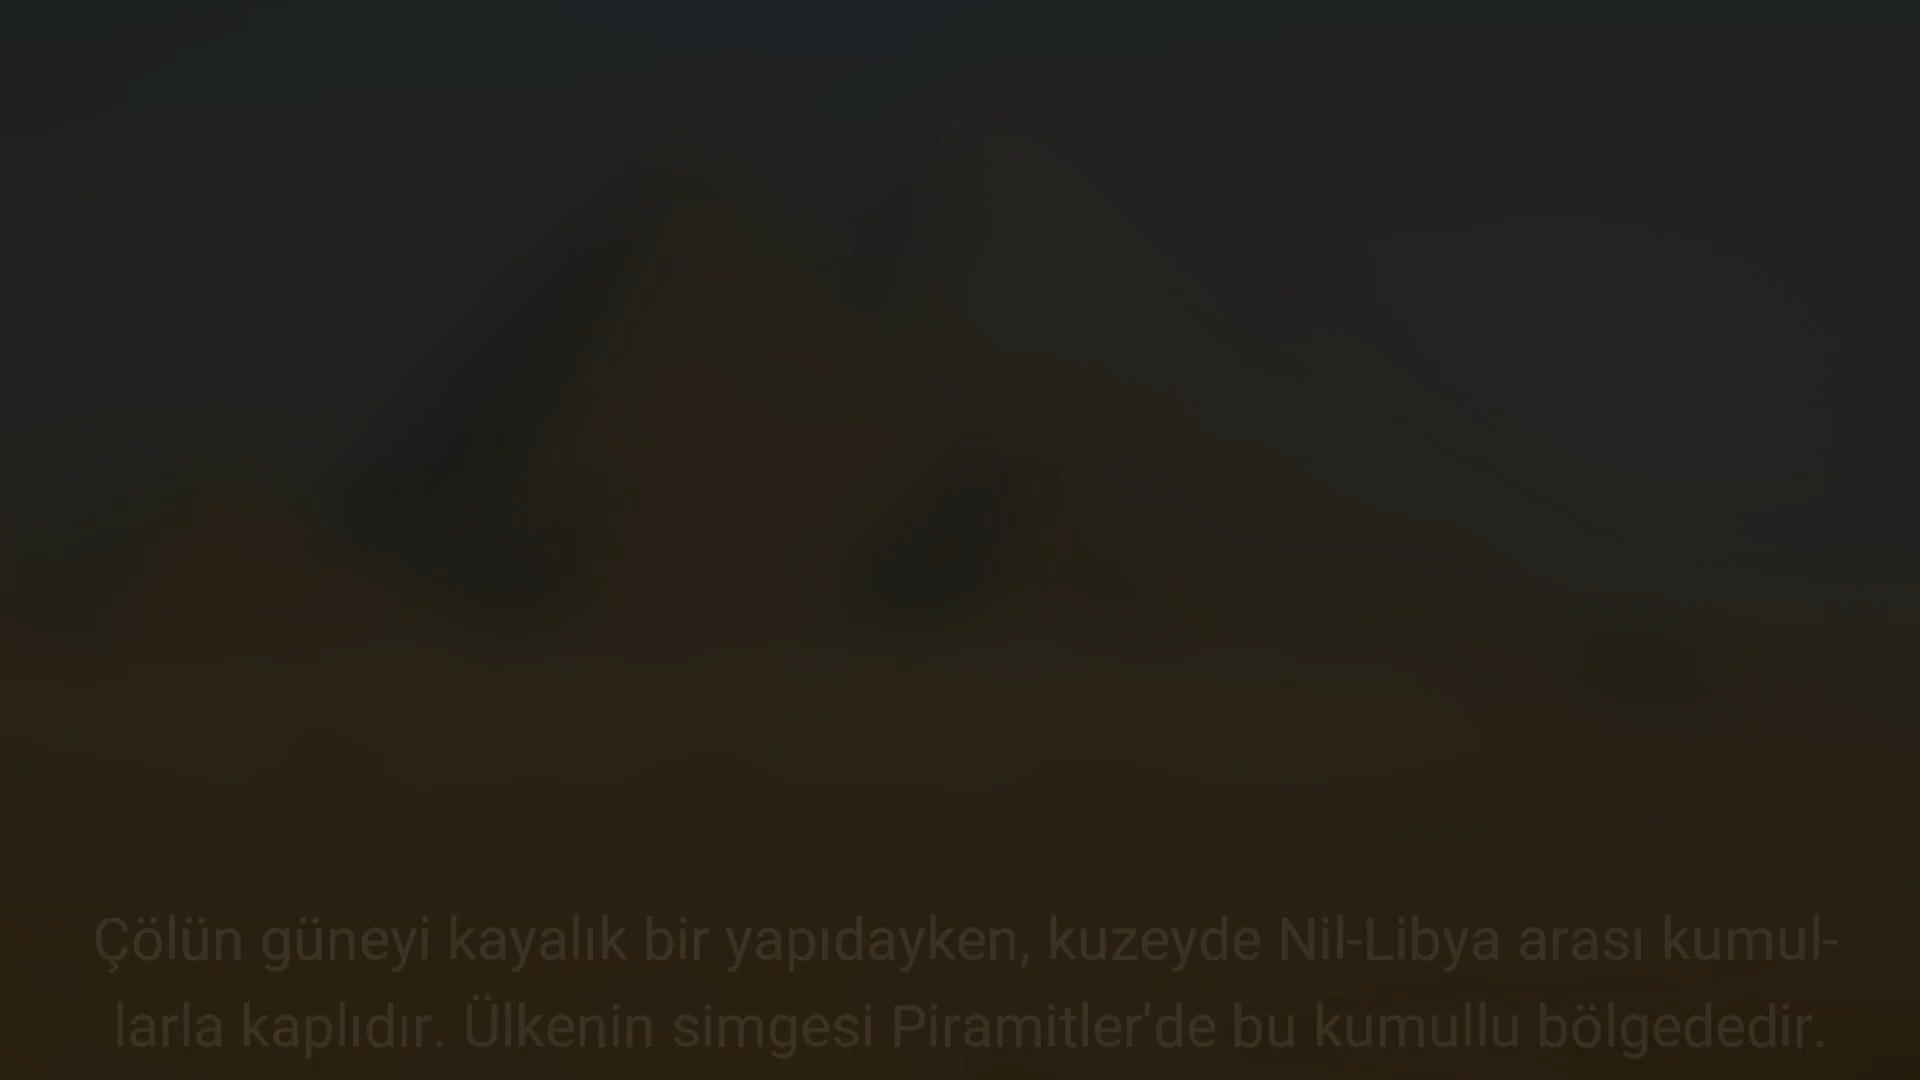 Çölün güneyi kayalık bir yapıdayken, kuzeyde Nil-Libya arası kumul-
larla kaplıdır. Ülkenin simgesi Piramitler'de bu kumullu bölgededir.